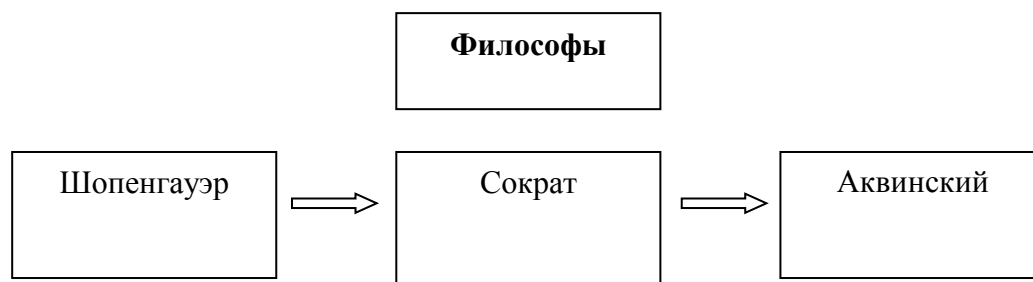 Философы
Шопенгауэр
Сократ
Аквинский